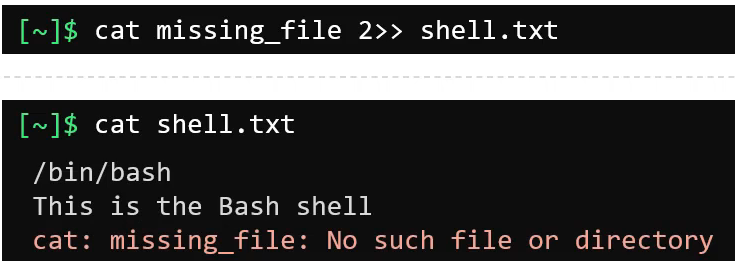 [~]$ cat missing_file 2>> shell.txt
[~]$ cat shell.txt
/bin/bash
This is the Bash shell
cat: missing_file: No such file or directory